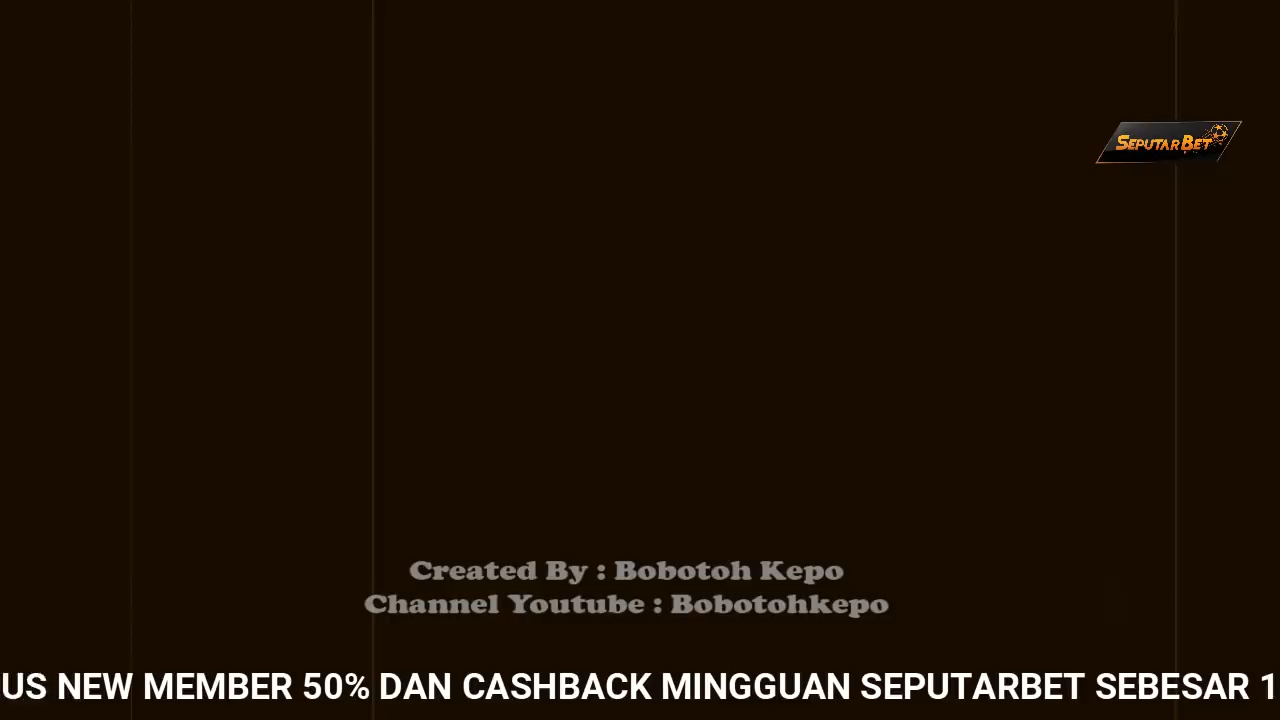 SEPUTARBET
Created By : Bobotoh Kepo
Channel Youtube : Bobotohkepo
US NEW MEMBER 50% DAN CASHBACK MINGGUAN SEPUTARBET SEBESAR 1